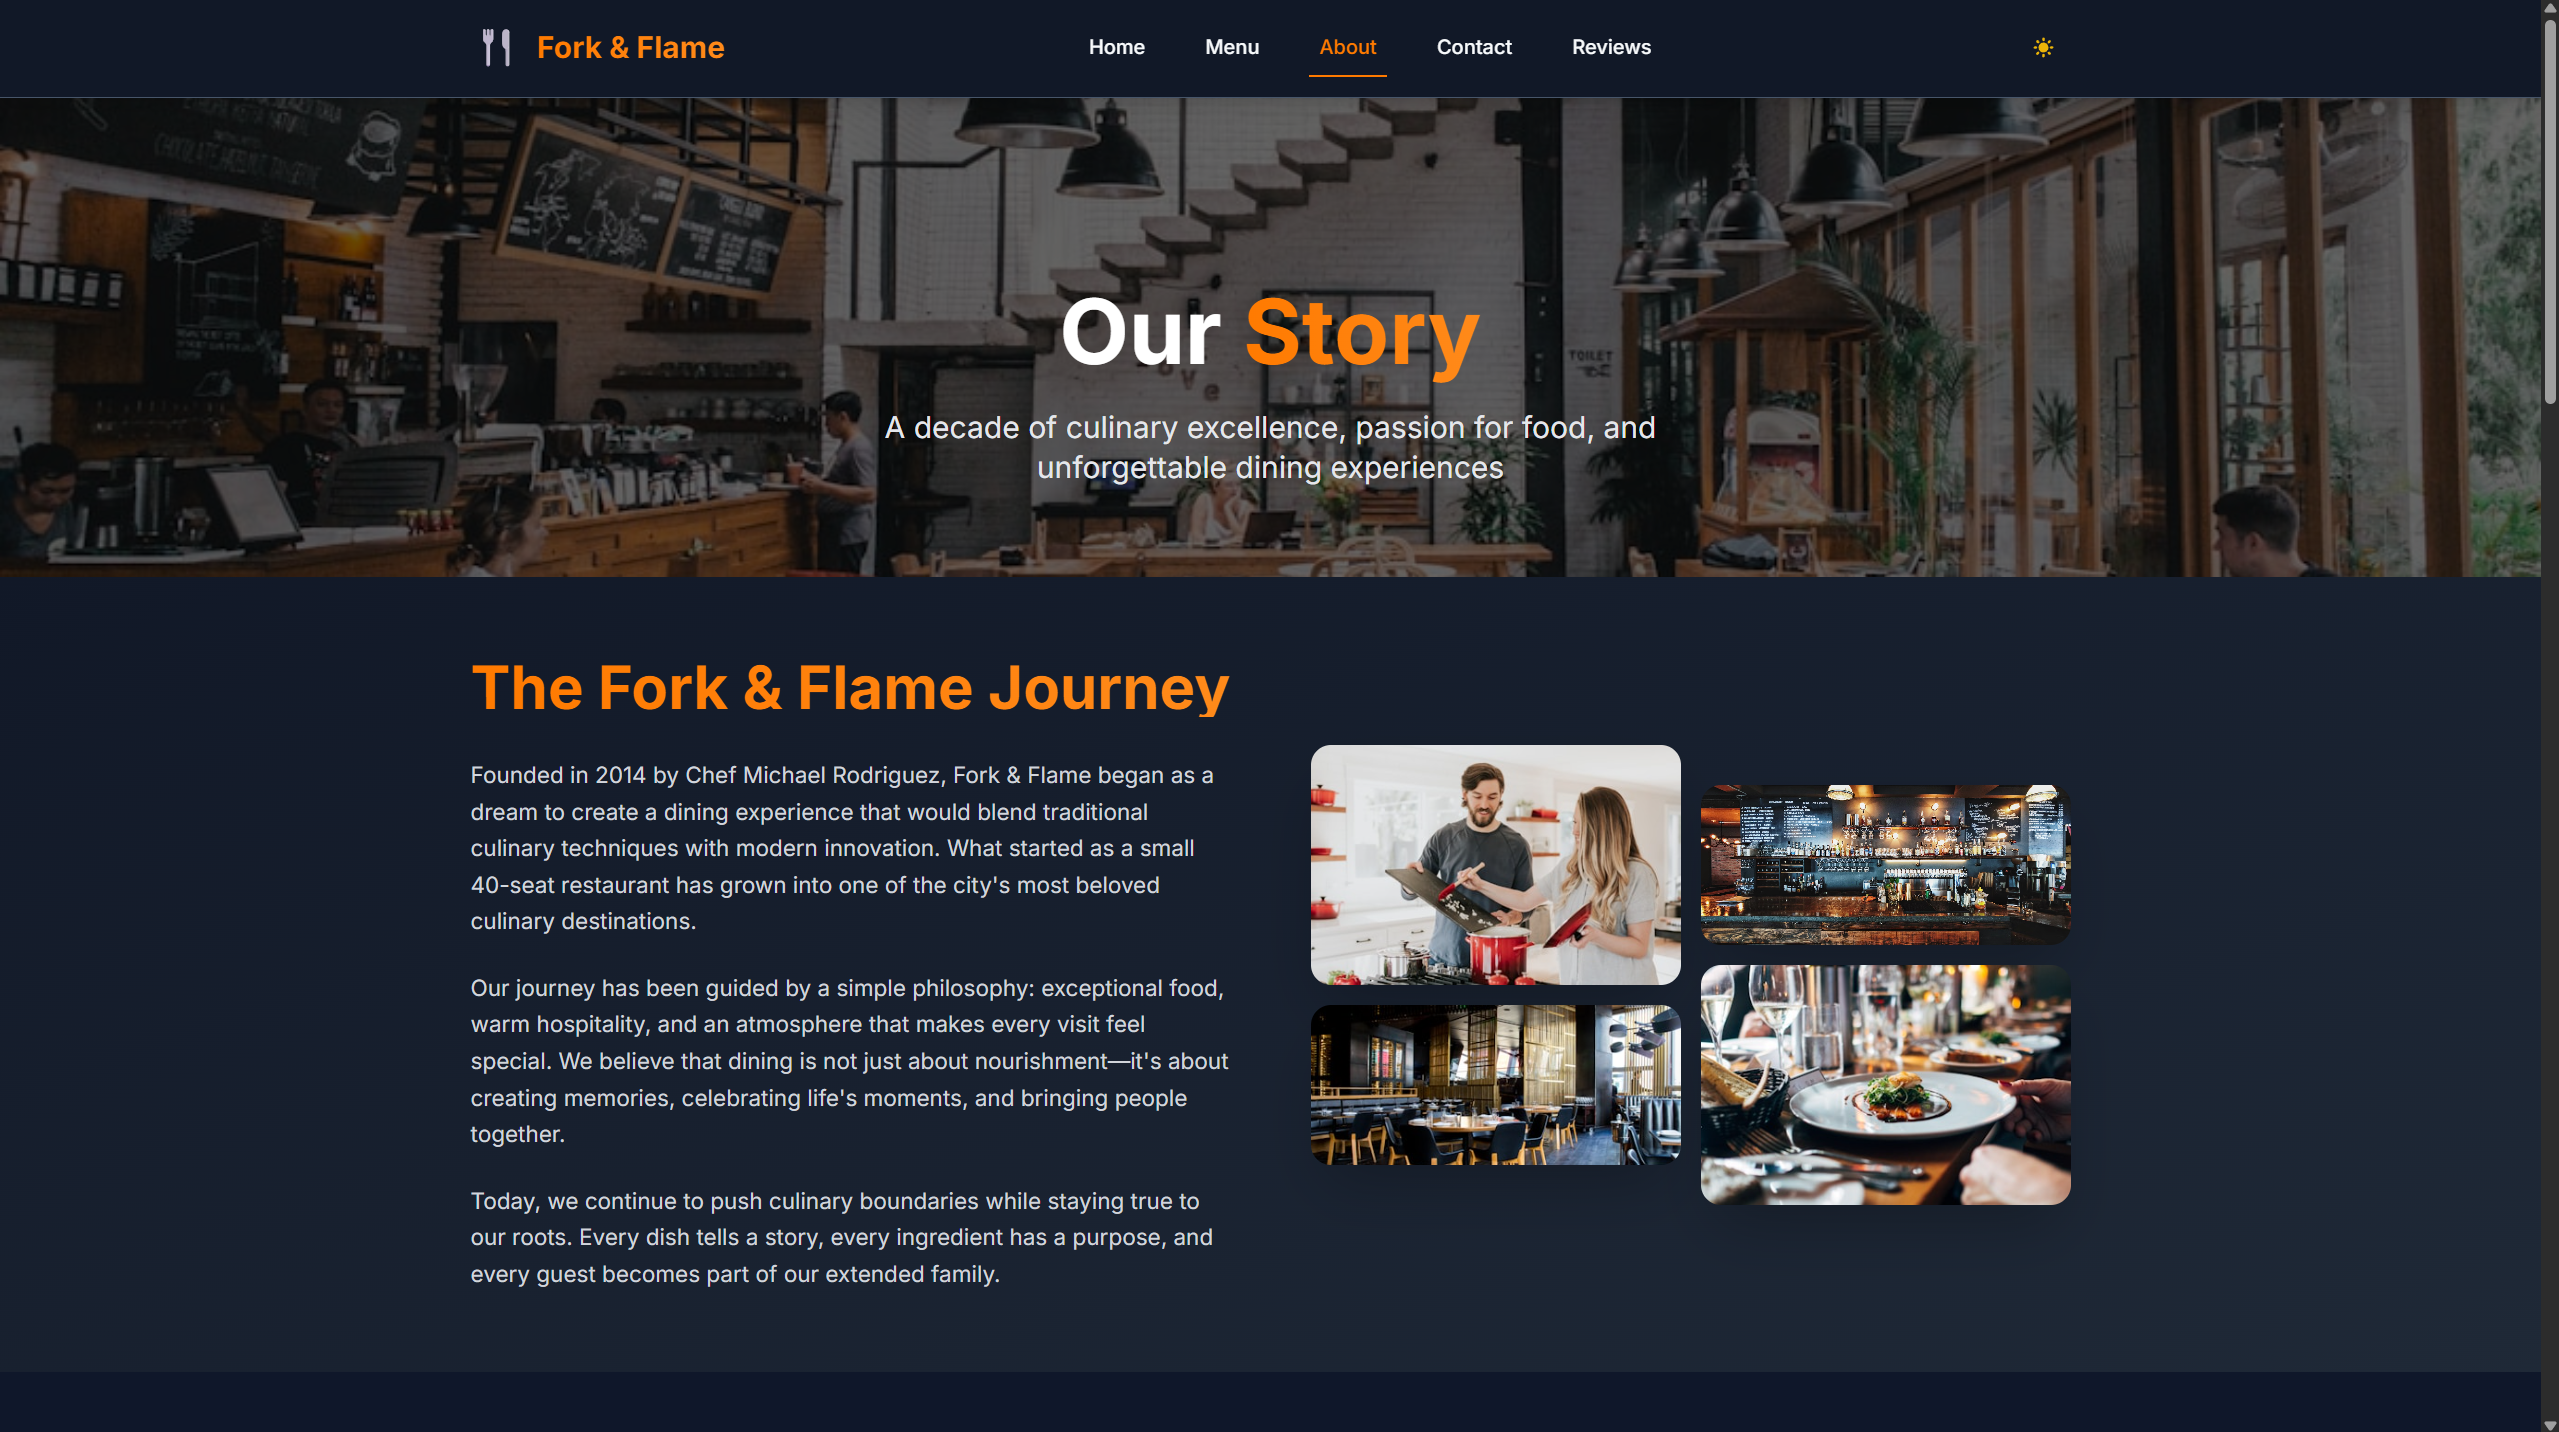 Fork & Flame
Home
Menu
About
Contact
Reviews
TOILET
Our Story
A decade of culinary excellence, passion for food, and
unforgettable dining experiences
The Fork & Flame Journey
Founded in 2014 by Chef Michael Rodriguez, Fork & Flame began as a
dream to create a dining experience that would blend traditional
culinary techniques with modern innovation. What started as a small
40-seat restaurant has grown into one of the city's most beloved
culinary destinations.
Our journey has been guided by a simple philosophy: exceptional food,
warm hospitality, and an atmosphere that makes every visit feel
special. We believe that dining is not just about nourishment—it's about
creating memories, celebrating life's moments, and bringing people
together.
Today, we continue to push culinary boundaries while staying true to
our roots. Every dish tells a story, every ingredient has a purpose, and
every guest becomes part of our extended family.